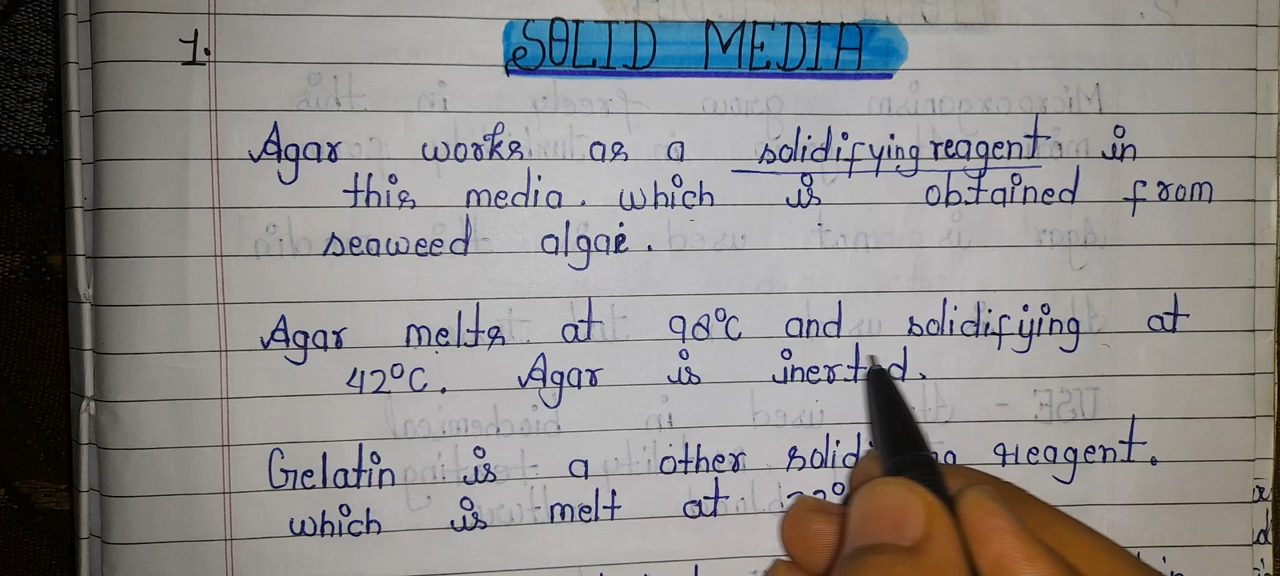 1. SOLID MEDIA
Agar works as a solidifying reagent in
this media. which is obtained from
seaweed algae.
Agar melts at 98°C and solidifying at
42°C. Agar is inerted.
Gelatin is a other reagent.
which is melt at